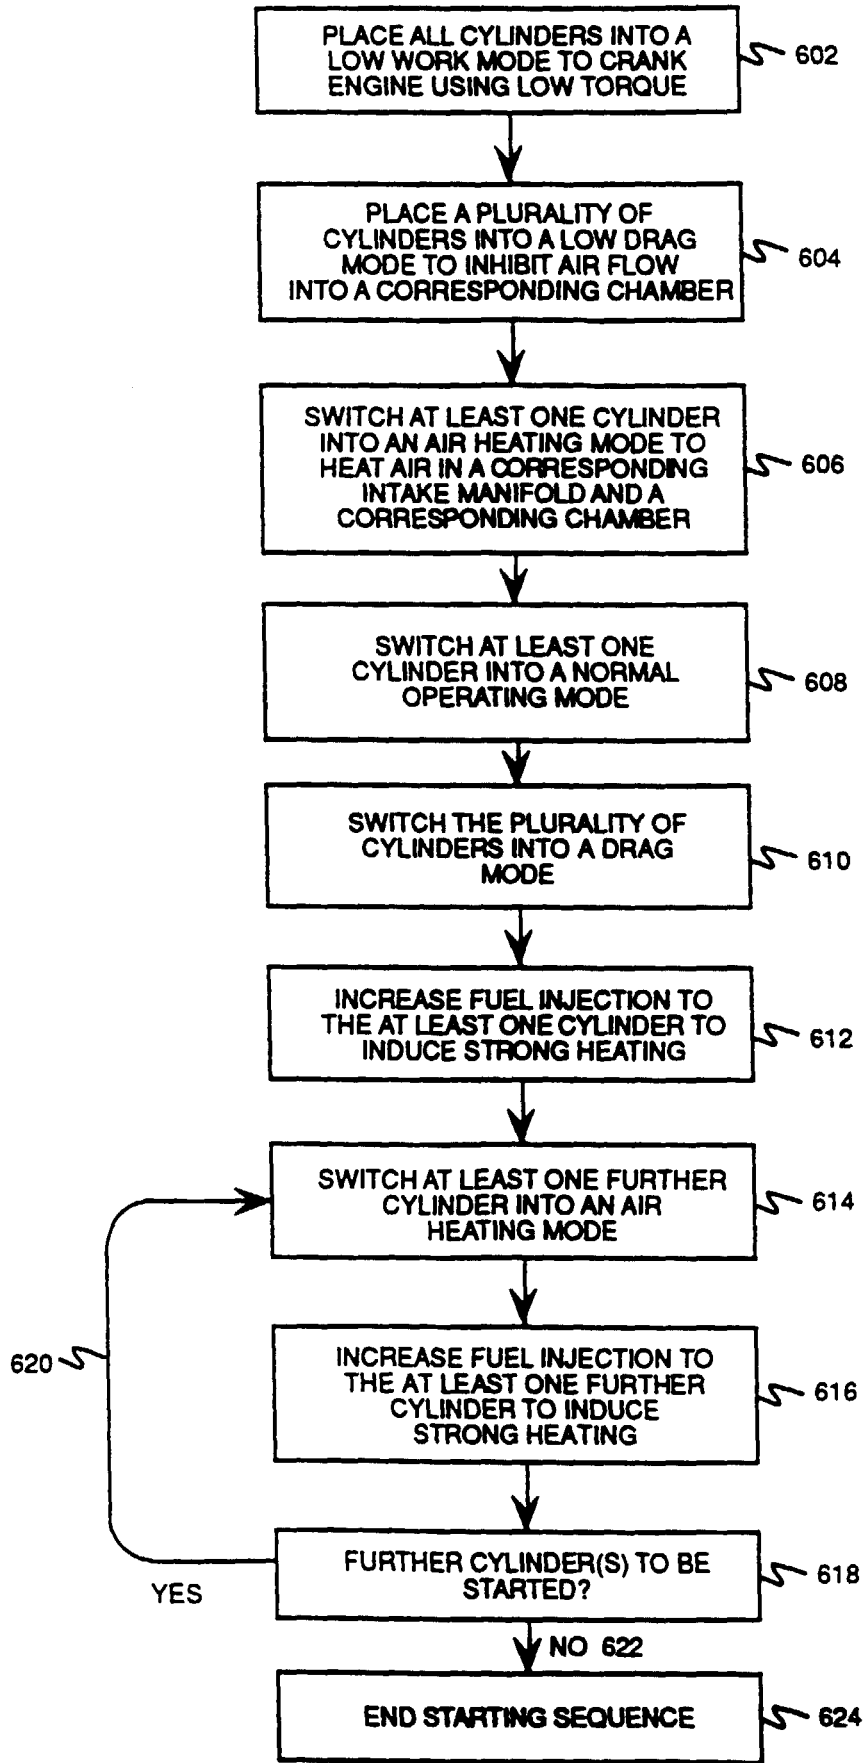 PLACE ALL CYLINDERS INTO A
LOW WORK MODE TO CRANK
ENGINE USING LOW TORQUE
602
PLACE A PLURALITY OF
CYLINDERS INTO A LOW DRAG
MODE TO INHIBIT AIR FLOW
INTO A CORRESPONDING CHAMBER
604
SWITCH AT LEAST ONE CYLINDER
INTO AN AIR HEATING MODE TO
HEAT AIR IN A CORRESPONDING
INTAKE MANIFOLD AND A
CORRESPONDING CHAMBER
606
SWITCH AT LEAST ONE
CYLINDER INTO A NORMAL
OPERATING MODE
608
SWITCH THE PLURALITY OF
CYLINDERS INTO A DRAG
MODE
610
INCREASE FUEL INJECTION TO
THE AT LEAST ONE CYLINDER TO
INDUCE STRONG HEATING
612
SWITCH AT LEAST ONE FURTHER
CYLINDER INTO AN AIR
HEATING MODE
614
620
INCREASE FUEL INJECTION TO
THE AT LEAST ONE FURTHER
CYLINDER TO INDUCE
STRONG HEATING
616
FURTHER CYLINDER(S) TO BE
STARTED?
618
YES
NO 622
END STARTING SEQUENCE
624